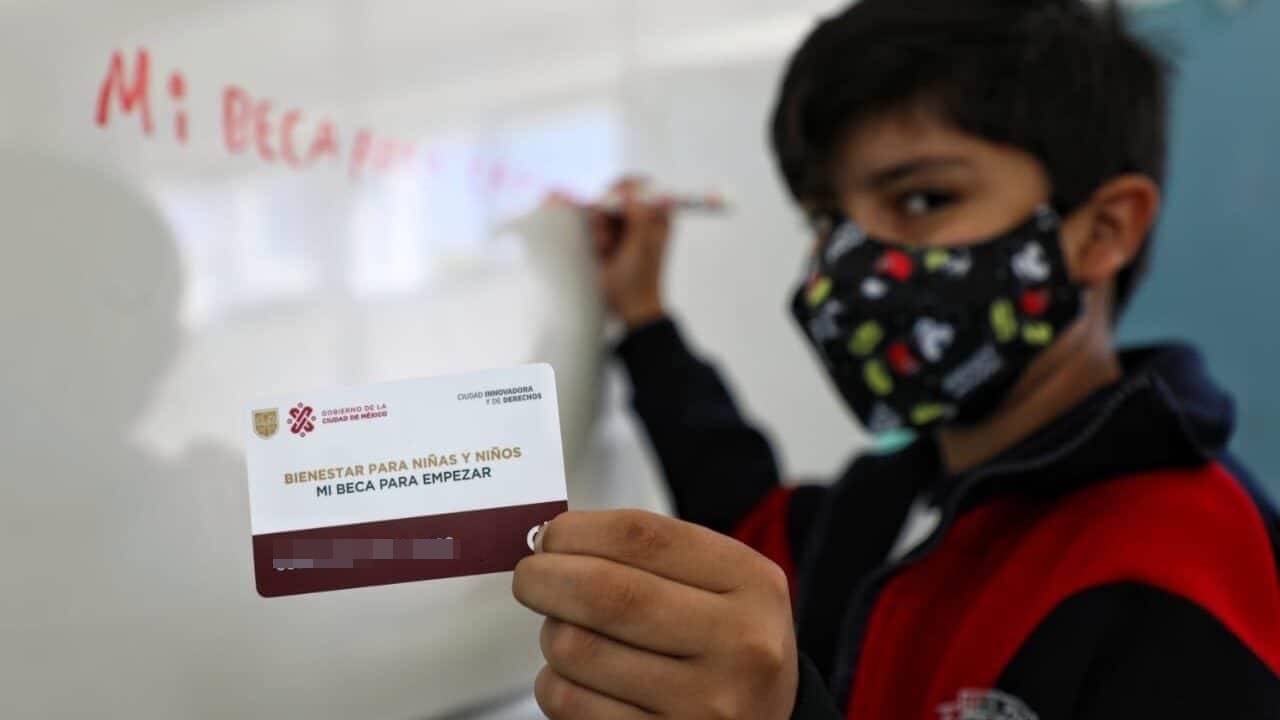 Mi BECA PARA
GOBIERNO DE LA
CIUDAD DE MÉXICO
CIUDAD INNOVADORA
Y DE DERECHOS
BIENESTAR PARA NIÑAS Y NIÑOS
MI BECA PARA EMPEZAR